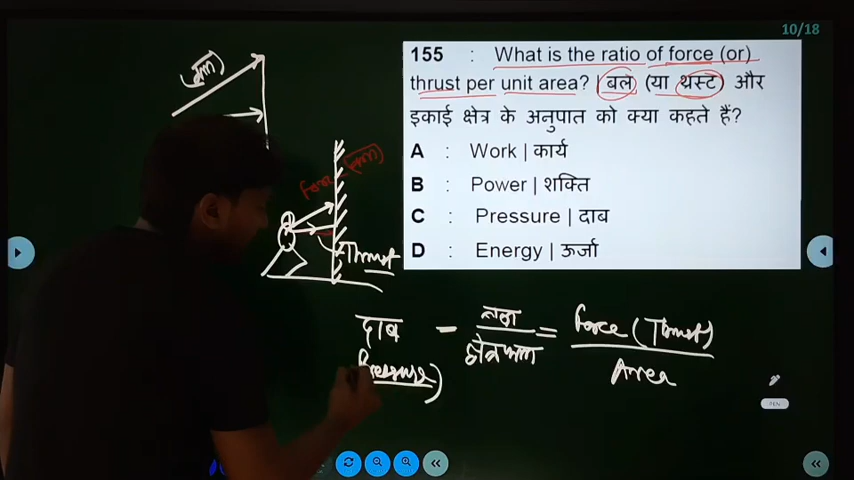 10/18
155 : What is the ratio of force (or)
thrust per unit area? | बल (या थ्रस्ट) और
इकाई क्षेत्र के अनुपात को क्या कहते हैं?
A : Work | कार्य
B : Power | शक्ति
C : Pressure | दाब
D : Energy | ऊर्जा
Force
Thrust
दाब = बल / क्षेत्रफल = Force (Thrust) / Area
(Pressure)
PEN